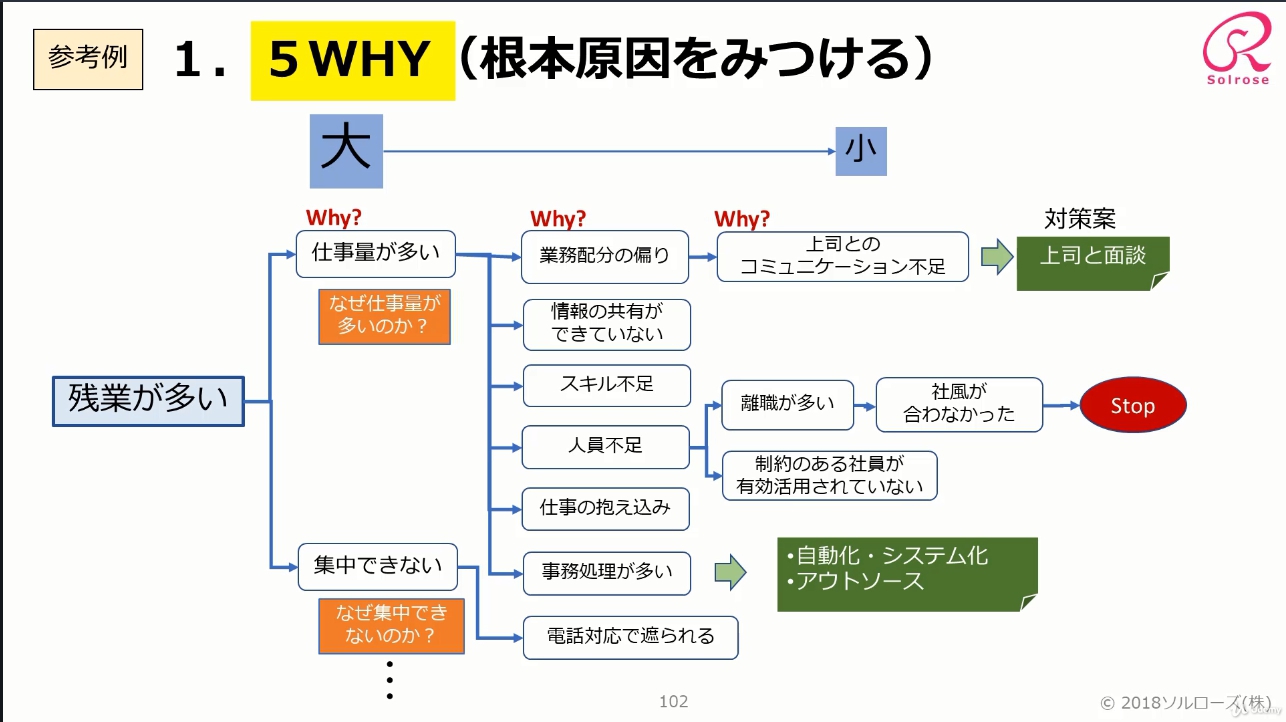 参考例
１．５WHY（根本原因をみつける）
Solrose
大
小
Why?
Why?
Why?
対策案
仕事量が多い
業務配分の偏り
上司との
コミュニケーション不足
上司と面談
なぜ仕事量が
多いのか？
情報の共有が
できていない
残業が多い
スキル不足
人員不足
離職が多い
社風が
合わなかった
Stop
制約のある社員が
有効活用されていない
仕事の抱え込み
集中できない
事務処理が多い
•自動化・システム化
•アウトソース
なぜ集中でき
ないのか？
電話対応で遮られる
102
© 2018ソルローズ(株)